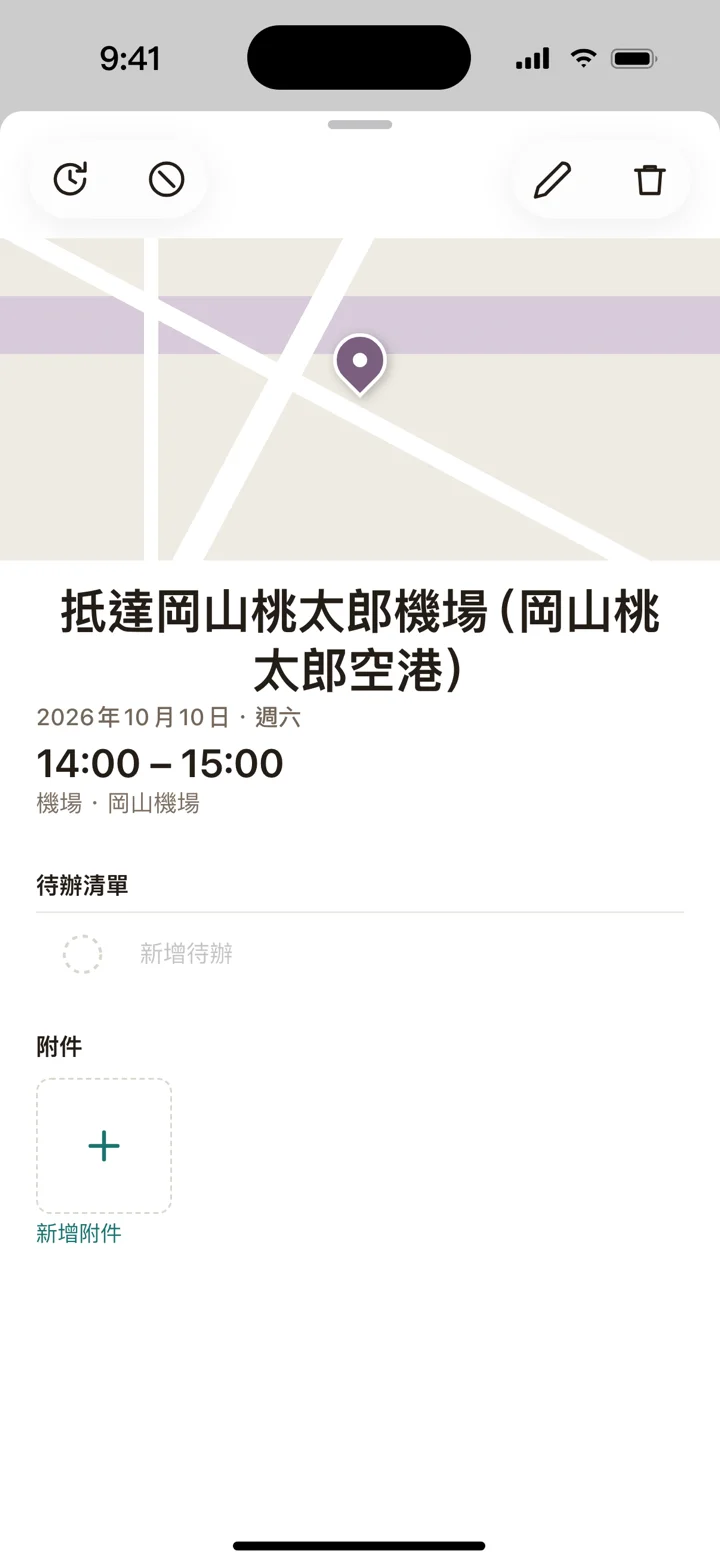 9:41
抵達岡山桃太郎機場（岡山桃
太郎空港）
2026年10月10日 · 週六
14:00 – 15:00
機場 · 岡山機場
待辦清單
新增待辦
附件
新增附件